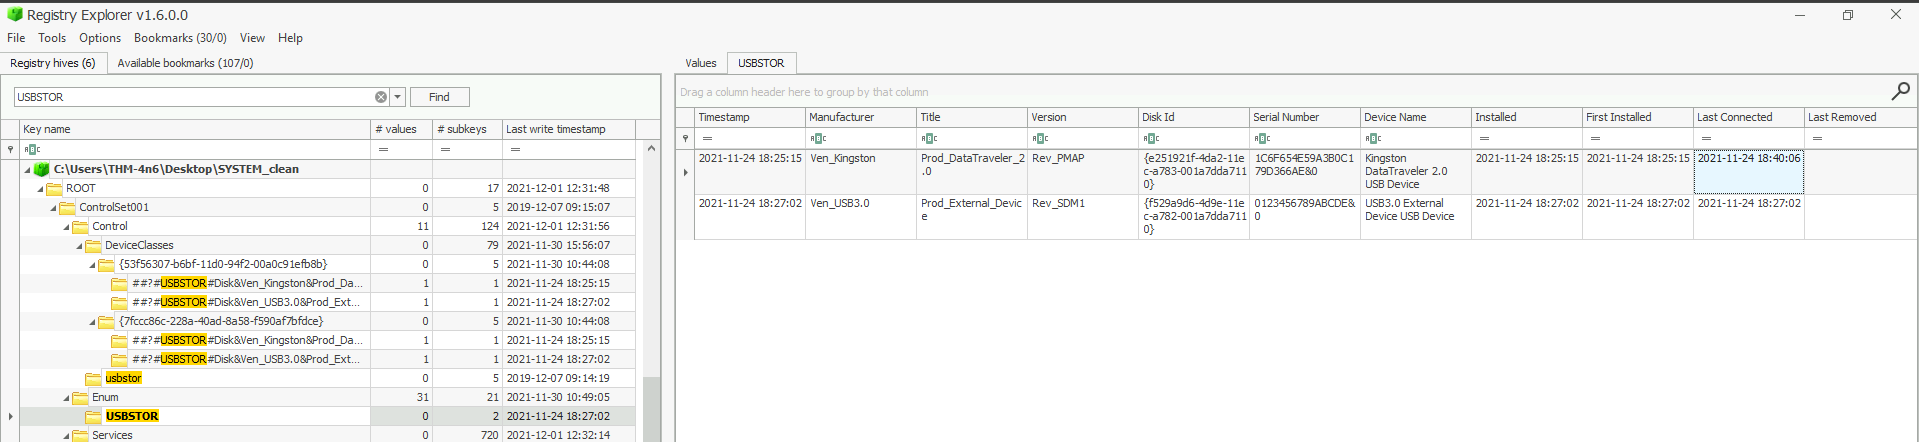 Registry Explorer v1.6.0.0
File Tools Options Bookmarks (30/0) View Help
Registry hives (6) Available bookmarks (107/0)
USBSTOR Find
Key name # values # subkeys Last write timestamp
C:\Users\THM-4n6\Desktop\SYSTEM_clean
ROOT 0 17 2021-12-01 12:31:48
ControlSet001 0 5 2019-12-07 09:15:07
Control 11 124 2021-12-01 12:31:56
DeviceClasses 0 79 2021-11-30 15:56:07
{53f56307-b6bf-11d0-94f2-00a0c91efb8b} 0 5 2021-11-30 10:44:08
##?#USBSTOR#Disk&Ven_Kingston&Prod_Da... 1 1 2021-11-24 18:25:15
##?#USBSTOR#Disk&Ven_USB3.0&Prod_Ext... 1 1 2021-11-24 18:27:02
{7fccc86c-228a-40ad-8a58-f590af7bfdce} 0 5 2021-11-30 10:44:08
##?#USBSTOR#Disk&Ven_Kingston&Prod_Da... 1 1 2021-11-24 18:25:15
##?#USBSTOR#Disk&Ven_USB3.0&Prod_Ext... 1 1 2021-11-24 18:27:02
usbstor 0 5 2019-12-07 09:14:19
Enum 31 21 2021-11-30 10:49:05
USBSTOR 0 2 2021-11-24 18:27:02
Services 0 720 2021-12-01 12:32:14
Values USBSTOR
Drag a column header here to group by that column
Timestamp Manufacturer Title Version Disk Id Serial Number Device Name Installed First Installed Last Connected Last Removed
2021-11-24 18:25:15 Ven_Kingston Prod_DataTraveler_2 Rev_PMAP {e251921f-4da2-11e 1C6F654E59A3B0C1 Kingston 2021-11-24 18:25:15 2021-11-24 18:25:15 2021-11-24 18:40:06
.0 c-a783-001a7dda711 79D366AE&0 DataTraveler 2.0
0} USB Device
2021-11-24 18:27:02 Ven_USB3.0 Prod_External_Devic Rev_SDM1 {f529a9d6-4d9e-11e 0123456789ABCDE& USB3.0 External 2021-11-24 18:27:02 2021-11-24 18:27:02 2021-11-24 18:27:02
e c-a782-001a7dda711 0 Device USB Device
0}